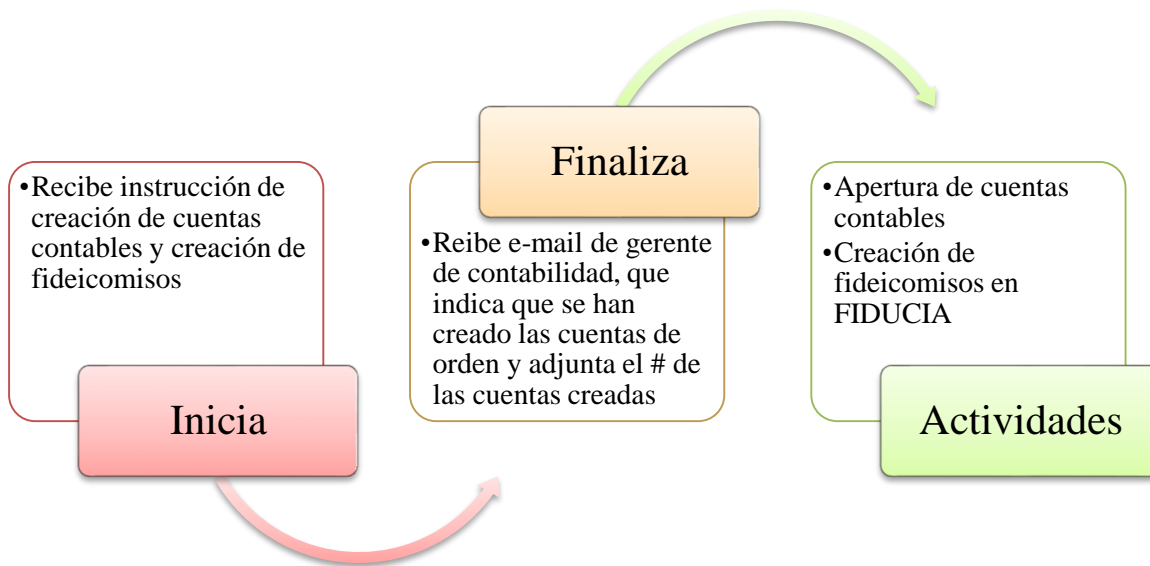 •Recibe instrucción de
creación de cuentas
contables y creación de
fideicomisos
Inicia
Finaliza
•Reibe e-mail de gerente
de contabilidad, que
indica que se han
creado las cuentas de
orden y adjunta el # de
las cuentas creadas
•Apertura de cuentas
contables
•Creación de
fideicomisos en
FIDUCIA
Actividades